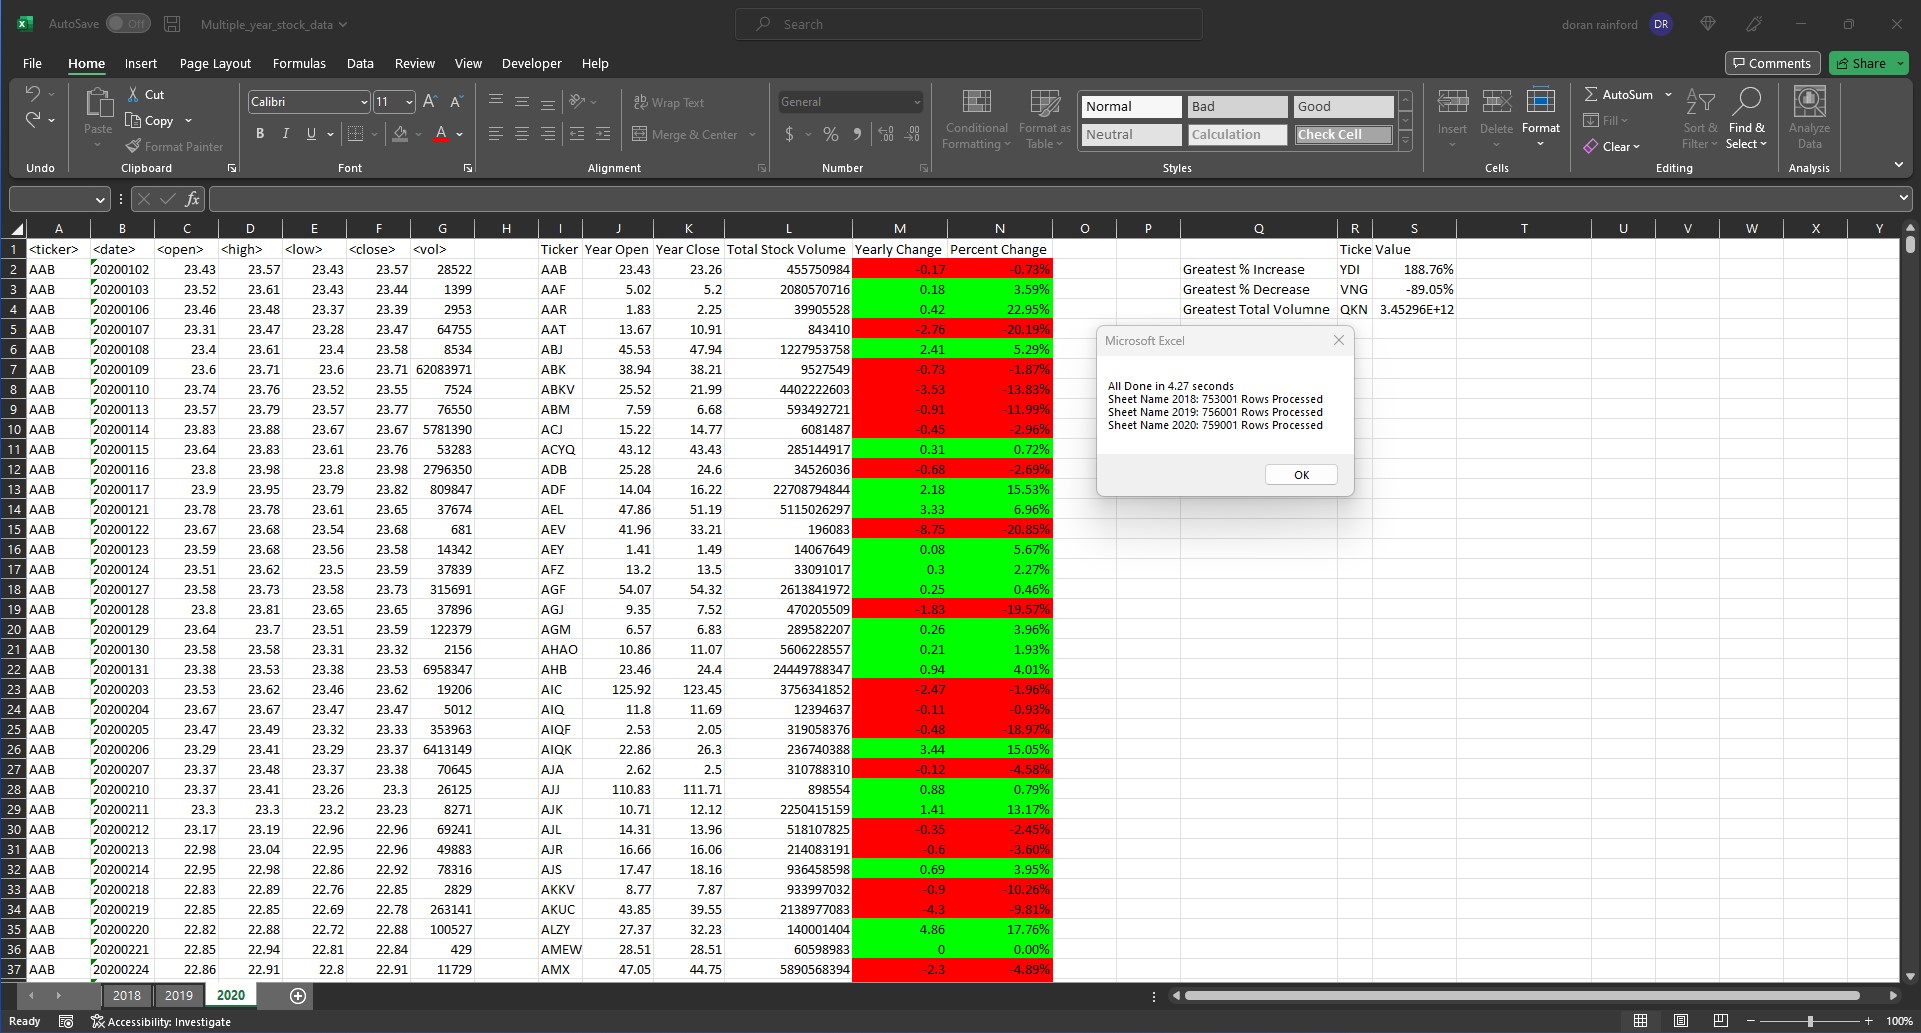 AutoSave Off Multiple_year_stock_data Search doran rainford DR
File Home Insert Page Layout Formulas Data Review View Developer Help Comments Share
Cut Calibri 11 Wrap Text General Normal Bad Good AutoSum
Paste Copy Conditional Formatting Format as Table Insert Delete Format Fill Sort & Filter Find & Select Analyze Data
Format Painter B I U A Merge & Center $ % Neutral Calculation Check Cell Clear
Undo Clipboard Font Alignment Number Styles Cells Editing Analysis
fx
A B C D E F G H I J K L M N O P Q R S T U V W X Y
1 <ticker> <date> <open> <high> <low> <close> <vol> Ticker Year Open Year Close Total Stock Volume Yearly Change Percent Change Ticke Value
2 AAB 20200102 23.43 23.57 23.43 23.57 28522 AAB 23.43 23.26 455750984 -0.17 -0.73% Greatest % Increase YDI 188.76%
3 AAB 20200103 23.52 23.61 23.43 23.44 1399 AAF 5.02 5.2 2080570716 0.18 3.59% Greatest % Decrease VNG -89.05%
4 AAB 20200106 23.46 23.48 23.37 23.39 2953 AAR 1.83 2.25 39905528 0.42 22.95% Greatest Total Volumne QKN 3.45296E+12
5 AAB 20200107 23.31 23.47 23.28 23.47 64755 AAT 13.67 10.91 843410 -2.76 -20.19%
6 AAB 20200108 23.4 23.61 23.4 23.58 8534 ABJ 45.53 47.94 1227953758 2.41 5.29%
7 AAB 20200109 23.6 23.71 23.6 23.71 62083971 ABK 38.94 38.21 9527549 -0.73 -1.87%
8 AAB 20200110 23.74 23.76 23.52 23.55 7524 ABKV 25.52 21.99 4402222603 -3.53 -13.83%
9 AAB 20200113 23.57 23.79 23.57 23.77 76550 ABM 7.59 6.68 593492721 -0.91 -11.99%
10 AAB 20200114 23.83 23.88 23.67 23.67 5781390 ACJ 15.22 14.77 6081487 -0.45 -2.96%
11 AAB 20200115 23.64 23.83 23.61 23.76 53283 ACYQ 43.12 43.43 285144917 0.31 0.72%
12 AAB 20200116 23.8 23.98 23.8 23.98 2796350 ADB 25.28 24.6 34526036 -0.68 -2.69%
13 AAB 20200117 23.9 23.95 23.79 23.82 809847 ADF 14.04 16.22 22708794844 2.18 15.53%
14 AAB 20200121 23.78 23.78 23.61 23.65 37674 AEL 47.86 51.19 5115026297 3.33 6.96%
15 AAB 20200122 23.67 23.68 23.54 23.68 681 AEV 41.96 33.21 196083 -8.75 -20.85%
16 AAB 20200123 23.59 23.68 23.56 23.58 14342 AEY 1.41 1.49 14067649 0.08 5.67%
17 AAB 20200124 23.51 23.62 23.5 23.59 37839 AFZ 13.2 13.5 33091017 0.3 2.27%
18 AAB 20200127 23.58 23.73 23.58 23.73 315691 AGF 54.07 54.32 2613841972 0.25 0.46%
19 AAB 20200128 23.8 23.81 23.65 23.65 37896 AGJ 9.35 7.52 470205509 -1.83 -19.57%
20 AAB 20200129 23.64 23.7 23.51 23.59 122379 AGM 6.57 6.83 289582207 0.26 3.96%
21 AAB 20200130 23.58 23.58 23.31 23.32 2156 AHAO 10.86 11.07 5606228557 0.21 1.93%
22 AAB 20200131 23.38 23.53 23.38 23.53 6958347 AHB 23.46 24.4 24449788347 0.94 4.01%
23 AAB 20200203 23.53 23.62 23.46 23.62 19206 AIC 125.92 123.45 3756341852 -2.47 -1.96%
24 AAB 20200204 23.67 23.67 23.47 23.47 5012 AIQ 11.8 11.69 12394637 -0.11 -0.93%
25 AAB 20200205 23.47 23.49 23.32 23.33 353963 AIQF 2.53 2.05 319058376 -0.48 -18.97%
26 AAB 20200206 23.29 23.41 23.29 23.37 6413149 AIQK 22.86 26.3 236740388 3.44 15.05%
27 AAB 20200207 23.37 23.48 23.37 23.38 70645 AJA 2.62 2.5 310788310 -0.12 -4.58%
28 AAB 20200210 23.37 23.41 23.26 23.3 26125 AJJ 110.83 111.71 898554 0.88 0.79%
29 AAB 20200211 23.3 23.3 23.2 23.23 8271 AJK 10.71 12.12 2250415159 1.41 13.17%
30 AAB 20200212 23.17 23.19 22.96 22.96 69241 AJL 14.31 13.96 518107825 -0.35 -2.45%
31 AAB 20200213 22.98 23.04 22.95 22.96 49883 AJR 16.66 16.06 214083191 -0.6 -3.60%
32 AAB 20200214 22.95 22.98 22.86 22.92 78316 AJS 17.47 18.16 936458598 0.69 3.95%
33 AAB 20200218 22.83 22.89 22.76 22.85 2829 AKKV 8.77 7.87 933997032 -0.9 -10.26%
34 AAB 20200219 22.85 22.85 22.69 22.78 263141 AKUC 43.85 39.55 2138977083 -4.3 -9.81%
35 AAB 20200220 22.82 22.88 22.72 22.88 100527 ALZY 27.37 32.23 140001404 4.86 17.76%
36 AAB 20200221 22.85 22.94 22.81 22.84 429 AMEW 28.51 28.51 60598983 0 0.00%
37 AAB 20200224 22.86 22.91 22.8 22.91 11729 AMX 47.05 44.75 5890568394 -2.3 -4.89%
Microsoft Excel
All Done in 4.27 seconds
Sheet Name 2018: 753001 Rows Processed
Sheet Name 2019: 756001 Rows Processed
Sheet Name 2020: 759001 Rows Processed
OK
2018 2019 2020
Ready Accessibility: Investigate 100%